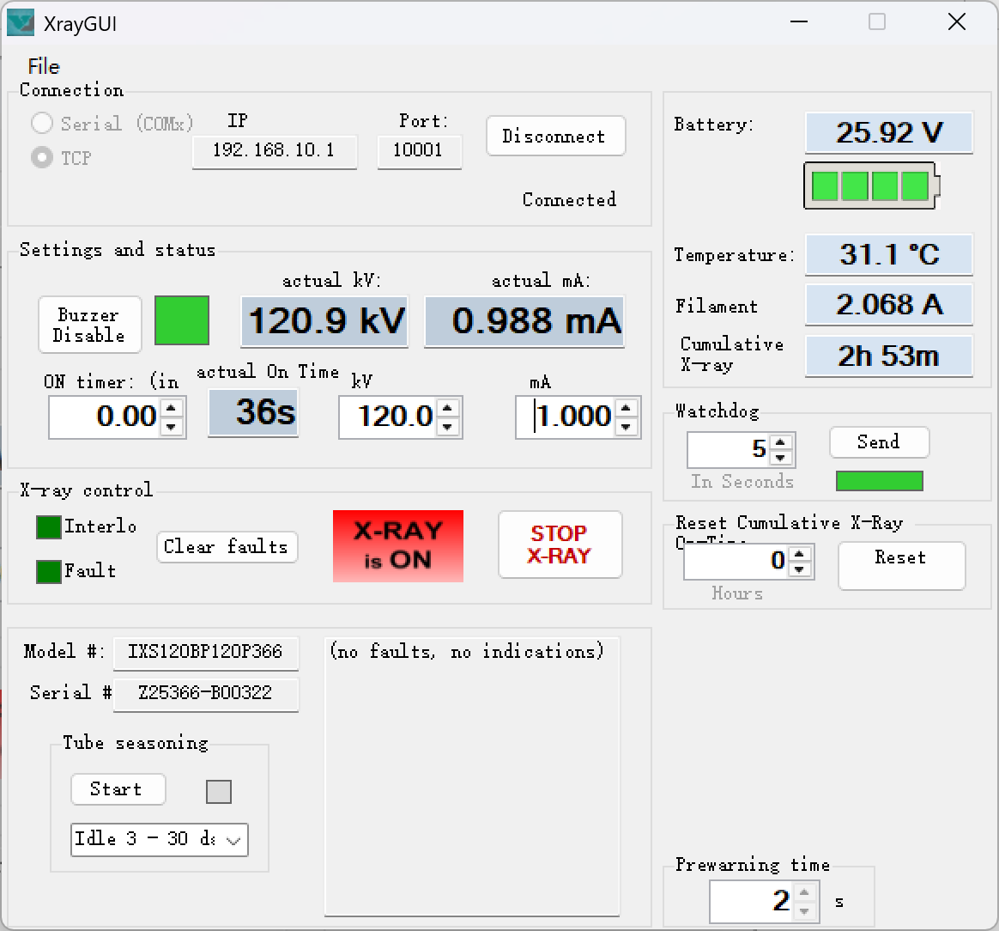 XrayGUI
File
Connection
Serial (COMx)
TCP
IP
192.168.10.1
Port:
10001
Disconnect
Connected
Settings and status
Buzzer
Disable
actual kV:
120.9 kV
actual mA:
0.988 mA
ON timer: (in
0.00
actual On Time
36s
kV
120.0
mA
1.000
X-ray control
Interlo
Fault
Clear faults
X-RAY
is ON
STOP
X-RAY
Model #:
IXS120BP120P366
Serial #
Z25366-B00322
Tube seasoning
Start
Idle 3 - 30 da
(no faults, no indications)
Battery:
25.92 V
Temperature:
31.1 °C
Filament
2.068 A
Cumulative
X-ray
2h 53m
Watchdog
5
In Seconds
Send
Reset Cumulative X-Ray
On-Time
0
Hours
Reset
Prewarning time
2
s